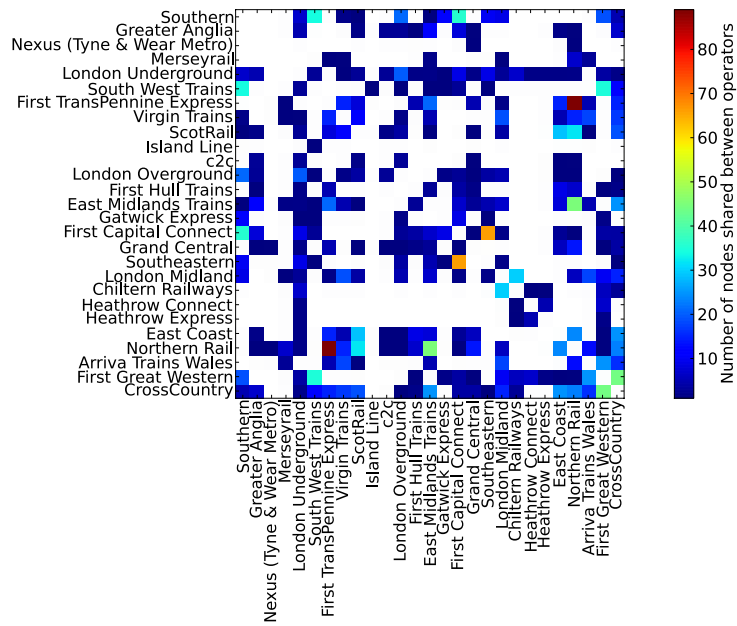 Southern
Greater Anglia
Nexus (Tyne & Wear Metro)
Merseyrail
London Underground
South West Trains
First TransPennine Express
Virgin Trains
ScotRail
Island Line
c2c
London Overground
First Hull Trains
East Midlands Trains
Gatwick Express
First Capital Connect
Grand Central
Southeastern
London Midland
Chiltern Railways
Heathrow Connect
Heathrow Express
East Coast
Northern Rail
Arriva Trains Wales
First Great Western
CrossCountry
Southern
Greater Anglia
Nexus (Tyne & Wear Metro)
Merseyrail
London Underground
South West Trains
First TransPennine Express
Virgin Trains
ScotRail
Island Line
c2c
London Overground
First Hull Trains
East Midlands Trains
Gatwick Express
First Capital Connect
Grand Central
Southeastern
London Midland
Chiltern Railways
Heathrow Connect
Heathrow Express
East Coast
Northern Rail
Arriva Trains Wales
First Great Western
CrossCountry
80
70
60
50
40
30
20
10
Number of nodes shared between operators